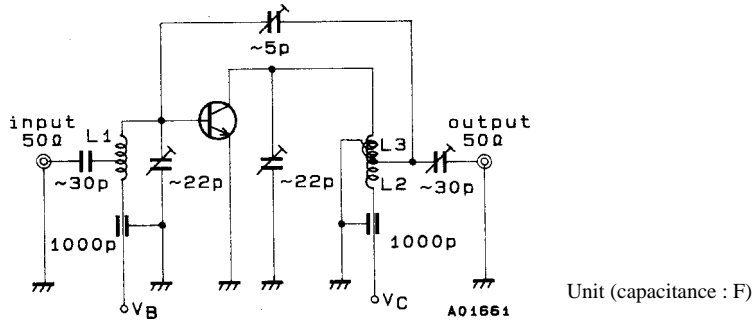 ~5p
input
50Ω
L1
~30p
~22p
1000p
VB
~22p
L3
L2
output
50Ω
~30p
1000p
VC
A01661
Unit (capacitance : F)